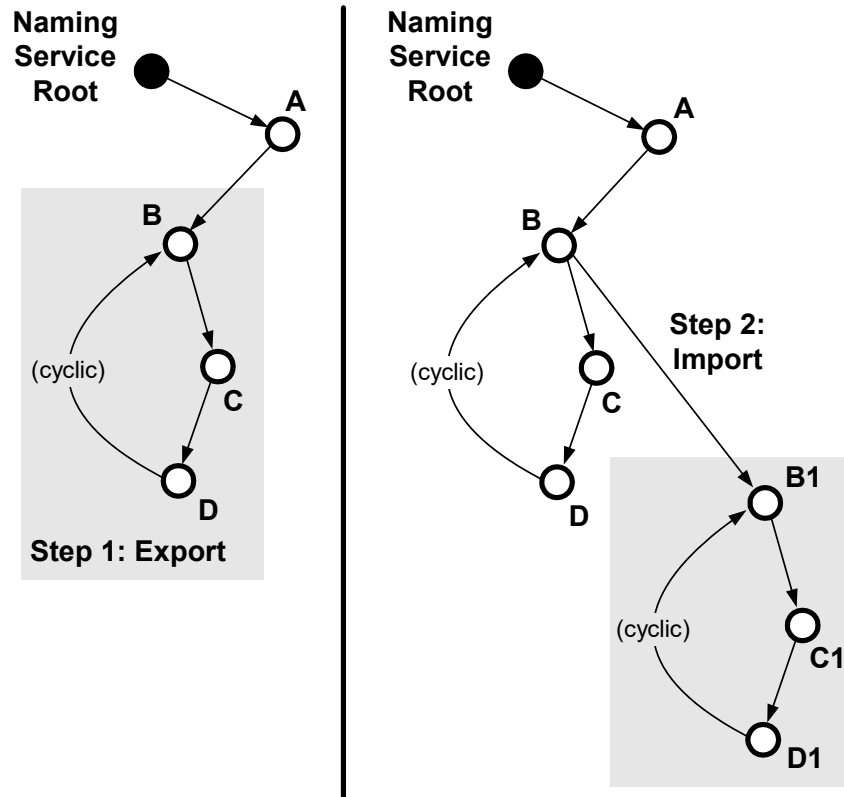 Naming
Service
Root
A
B
(cyclic)
C
D
Step 1: Export
Naming
Service
Root
A
B
Step 2:
Import
(cyclic)
C
D
B1
(cyclic)
C1
D1